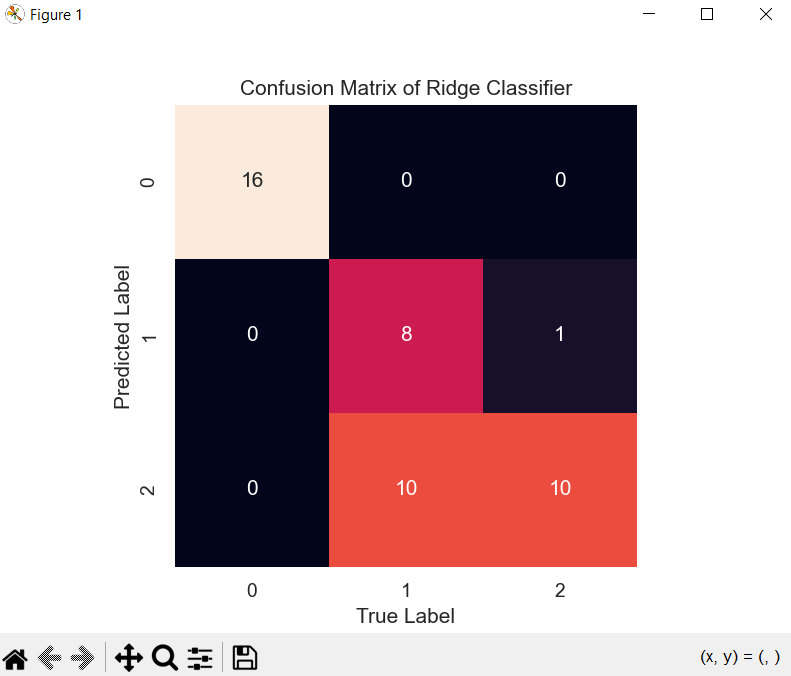 Figure 1
Confusion Matrix of Ridge Classifier
0
16 0 0
Predicted Label
1
0 8 1
2
0 10 10
0 1 2
True Label
(x, y) = (, )